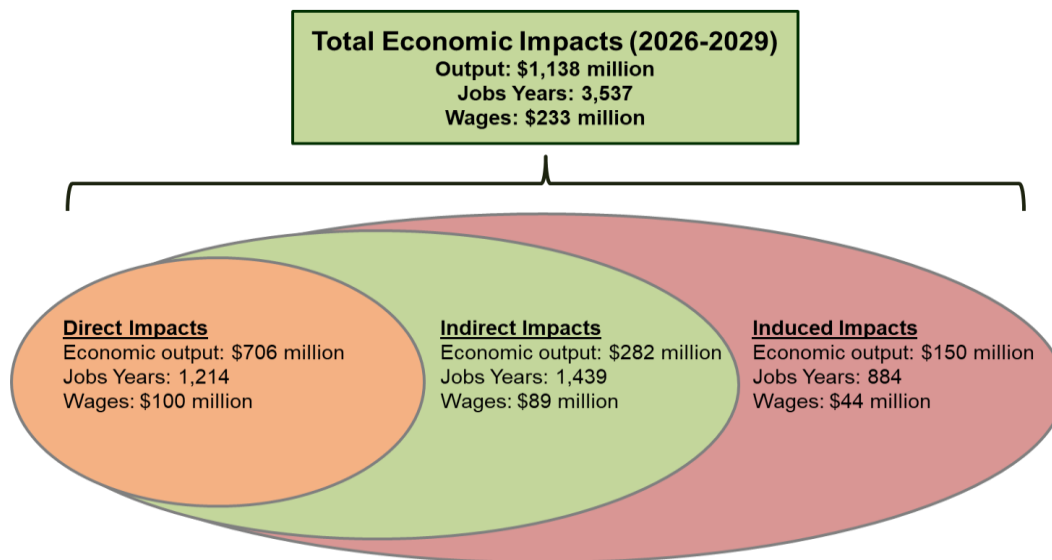 Total Economic Impacts (2026-2029)
Output: $1,138 million
Jobs Years: 3,537
Wages: $233 million
Direct Impacts
Economic output: $706 million
Jobs Years: 1,214
Wages: $100 million
Indirect Impacts
Economic output: $282 million
Jobs Years: 1,439
Wages: $89 million
Induced Impacts
Economic output: $150 million
Jobs Years: 884
Wages: $44 million